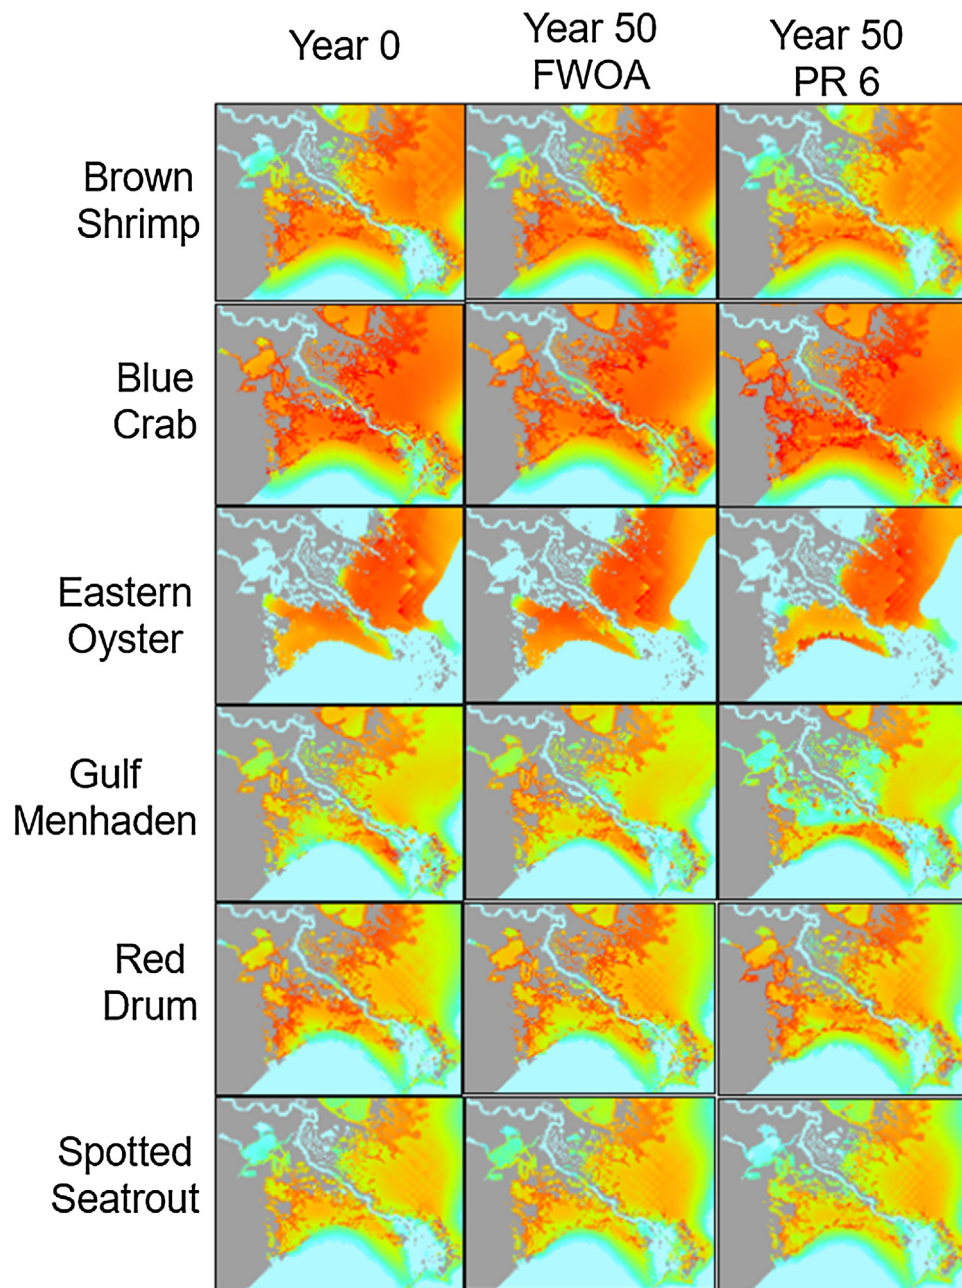 Year 0
Year 50
FWOA
Year 50
PR 6
Brown
Shrimp
Blue
Crab
Eastern
Oyster
Gulf
Menhaden
Red
Drum
Spotted
Seatrout